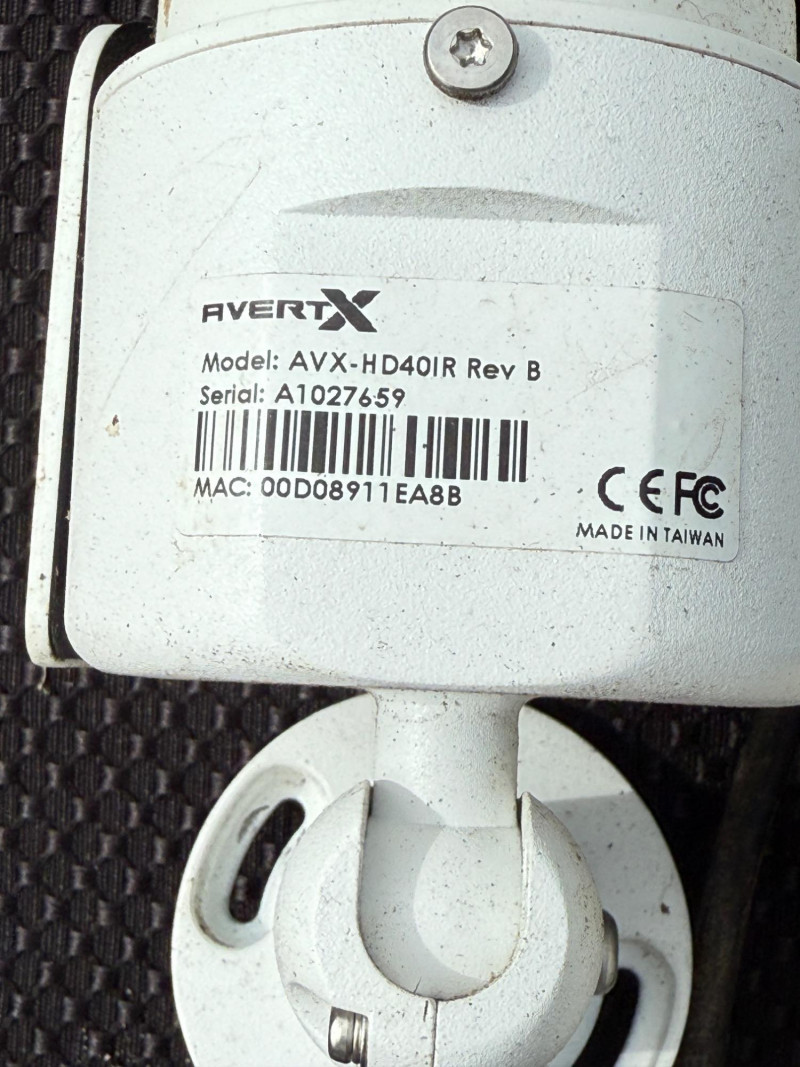 AVERTX
Model: AVX-HD40IR Rev B
Serial: A1027659
MAC: 00D08911EA8B
CE FC
MADE IN TAIWAN